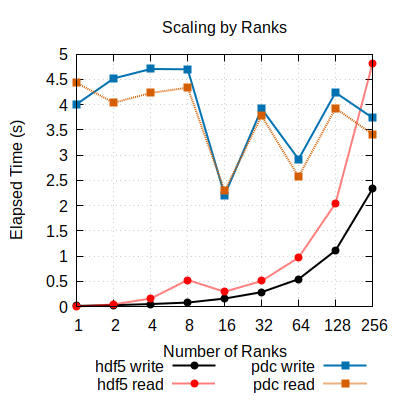 Scaling by Ranks
5
4.5
4
3.5
3
2.5
2
1.5
1
0.5
0
Elapsed Time (s)
1 2 4 8 16 32 64 128 256
Number of Ranks
hdf5 write pdc write
hdf5 read pdc read